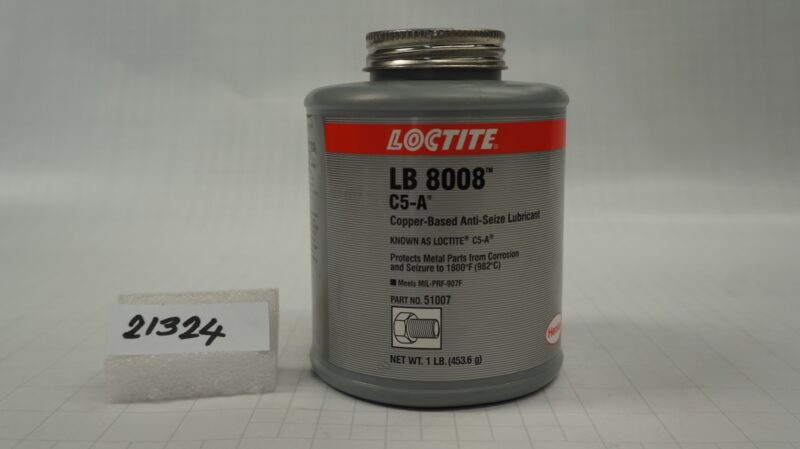 LOCTITE®
LB 8008™
C5-A®
Copper-Based Anti-Seize Lubricant
KNOWN AS LOCTITE® C5-A®
Protects Metal Parts from Corrosion
and Seizure to 1800°F (982°C)
■ Meets MIL-PRF-907F
PART NO. 51007
NET WT. 1 LB. (453.6 g)
21324